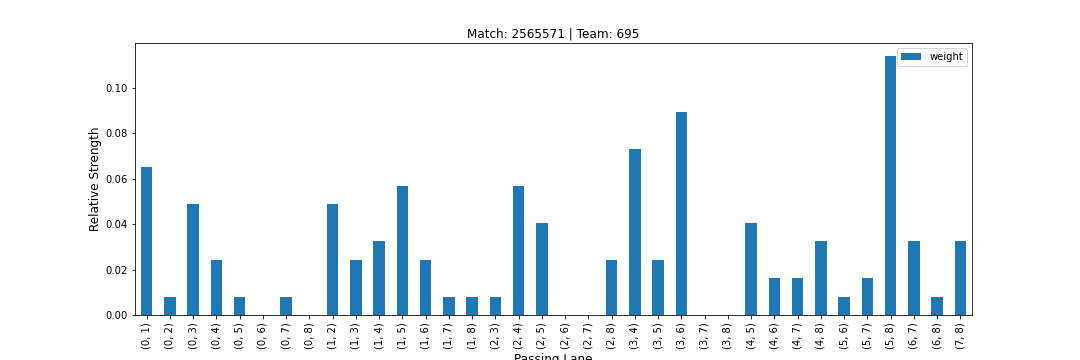 Match: 2565571 | Team: 695
weight
Relative Strength
0.10
0.08
0.06
0.04
0.02
0.00
(0, 1) (0, 2) (0, 3) (0, 4) (0, 5) (0, 6) (0, 7) (0, 8) (1, 2) (1, 3) (1, 4) (1, 5) (1, 6) (1, 7) (1, 8) (2, 3) (2, 4) (2, 5) (2, 6) (2, 7) (2, 8) (3, 4) (3, 5) (3, 6) (3, 7) (3, 8) (4, 5) (4, 6) (4, 7) (4, 8) (5, 6) (5, 7) (5, 8) (6, 7) (6, 8) (7, 8)
Passing Lane